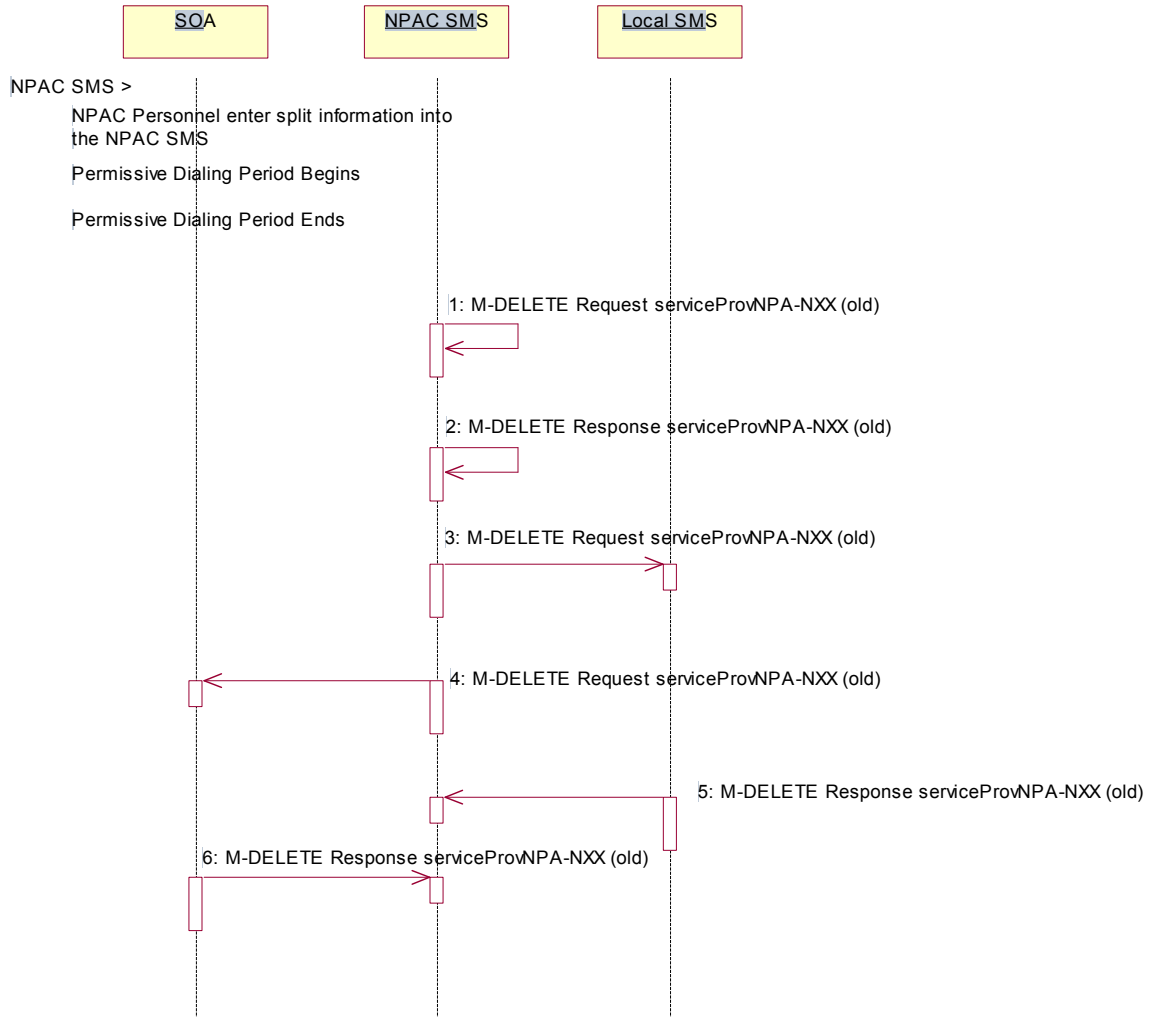 SOA
NPAC SMS
Local SMS
NPAC SMS >
NPAC Personnel enter split information into
the NPAC SMS
Permissive Dialing Period Begins
Permissive Dialing Period Ends
1: M-DELETE Request serviceProvNPA-NXX (old)
2: M-DELETE Response serviceProvNPA-NXX (old)
3: M-DELETE Request serviceProvNPA-NXX (old)
4: M-DELETE Request serviceProvNPA-NXX (old)
5: M-DELETE Response serviceProvNPA-NXX (old)
6: M-DELETE Response serviceProvNPA-NXX (old)